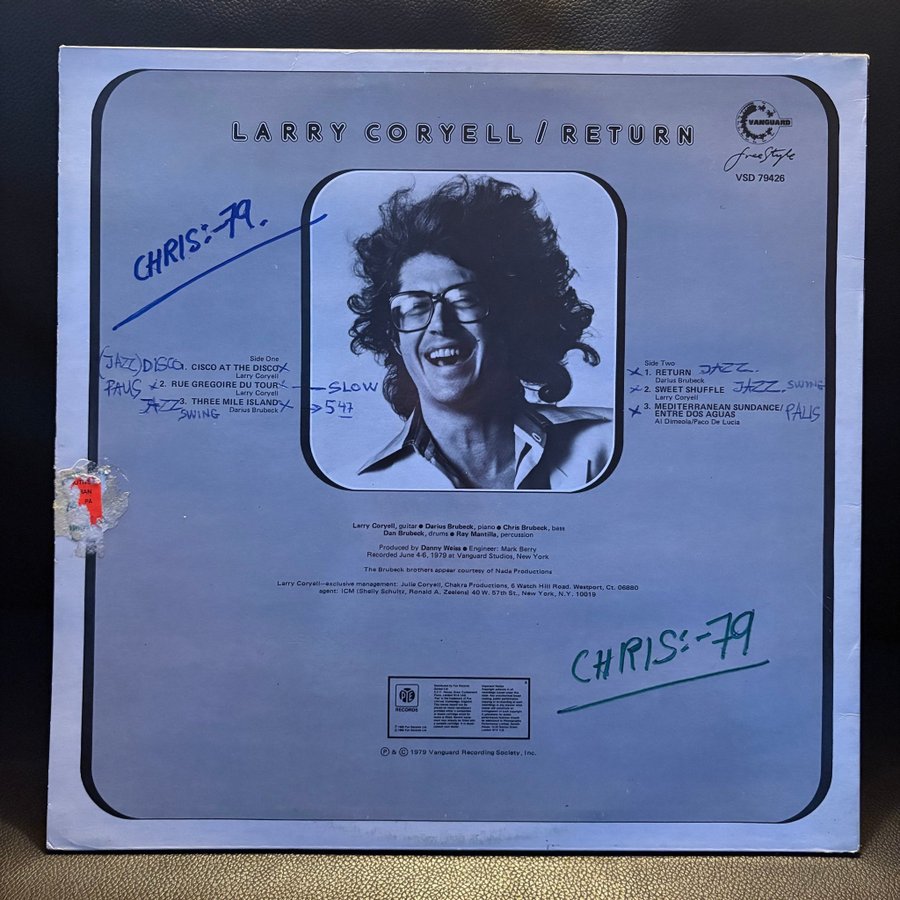 LARRY CORYELL / RETURN
VANGUARD
freestyle
VSD 79426
CHRIS:-79.
Side One
(JAZZ) DISCO 1. CISCO AT THE DISCO X
Larry Coryell
PAUS X 2. RUE GREGOIRE DU TOUR X — SLOW
Larry Coryell
JAZZ 3. THREE MILE ISLAND X → 5 47
SWING Darius Brubeck
Side Two
X 1. RETURN JAZZ.
Darius Brubeck
X 2. SWEET SHUFFLE JAZZ. SWING
Larry Coryell
X 3. MEDITERRANEAN SUNDANCE/ PAUS
ENTRE DOS AGUAS
Al Dimeola/Paco De Lucia
Larry Coryell, guitar ● Darius Brubeck, piano ● Chris Brubeck, bass
Dan Brubeck, drums ● Ray Mantilla, percussion
Produced by Danny Weiss ● Engineer: Mark Berry
Recorded June 4-6, 1979 at Vanguard Studios, New York
The Brubeck brothers appear courtesy of Nada Productions
Larry Coryell—exclusive management: Julie Coryell, Chakra Productions, 6 Watch Hill Road, Westport, Ct. 06880
agent: ICM (Shelly Schultz, Ronald A. Zeelens) 40 W. 57th St., New York, N.Y. 10019
CHRIS:-79
PYE
RECORDS
Ⓟ & © 1979 Vanguard Recording Society, Inc.